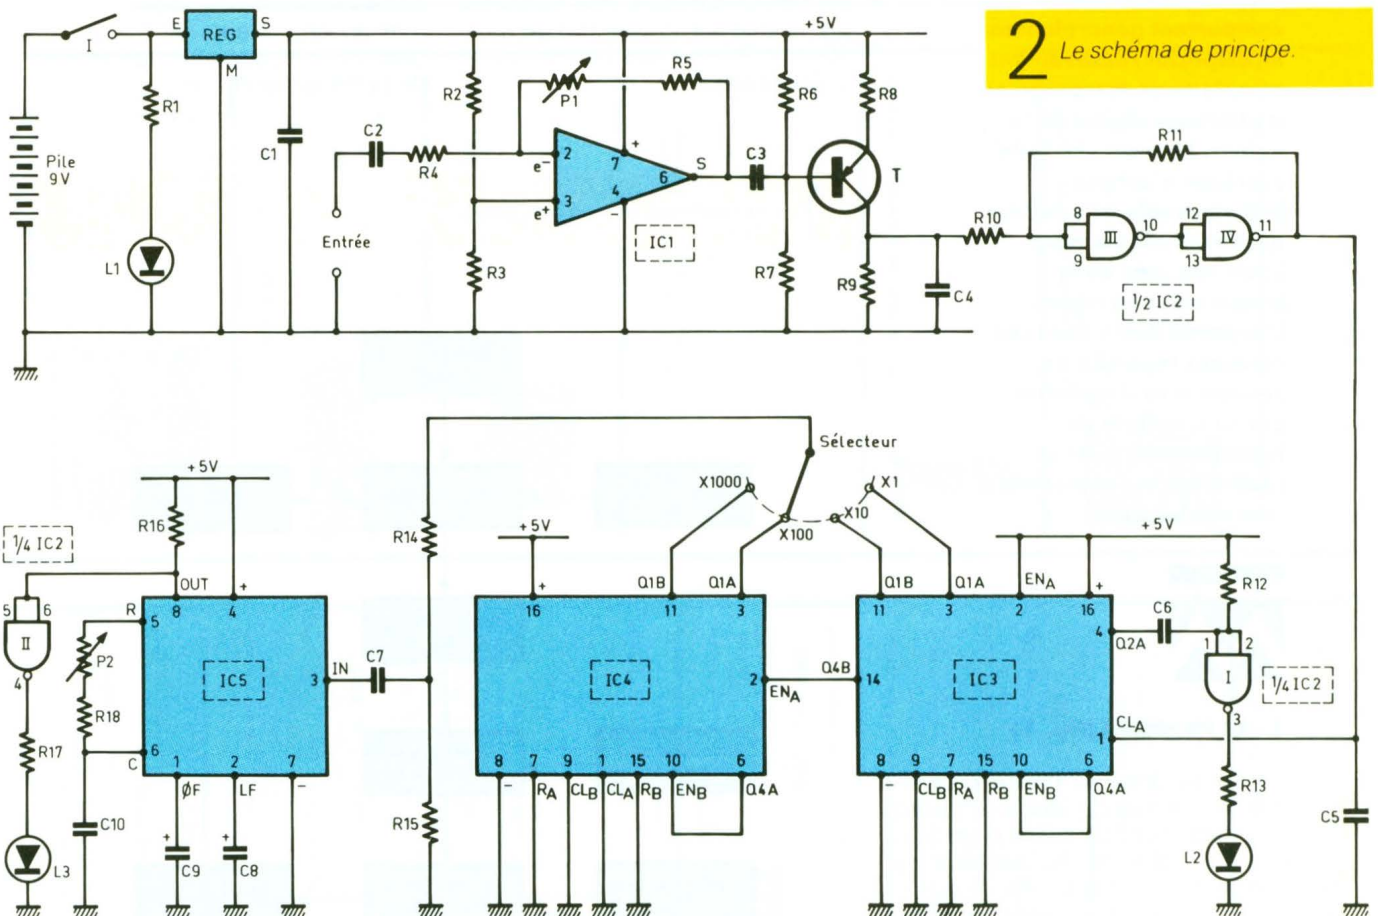 2 Le schéma de principe.
I
E REG S
M
+5V
Pile
9V
R1
L1
C1
Entrée
C2
R4
R2
R3
P1
R5
2
e−
3
e+
7
+
4
−
6
S
IC1
C3
R6
R7
R8
T
R9
C4
R10
R11
8
9
III
10
12
13
IV
11
1/2 IC2
Sélecteur
X1000
X100
X10
X1
+5V
R16
1/4 IC2
5 6
II
4
R17
L3
R
5
P2
R18
6
C
C10
OUT
8
+
4
IC5
3
IN
C7
1
ØF
2
LF
7
−
+
C9
+
C8
R14
R15
+5V
+
16
Q1B
11
Q1A
3
IC4
2
ENA
8
−
7
RA
9
CLB
1
CLA
15
RB
10
ENB
6
Q4A
Q1B
11
Q1A
3
ENA
2
+
16
+5V
Q4B
14
IC3
4
Q2A
CLA
1
8
−
9
CLB
7
RA
15
RB
10
ENB
6
Q4A
C6
R12
1 2
I
3
1/4 IC2
R13
L2
C5